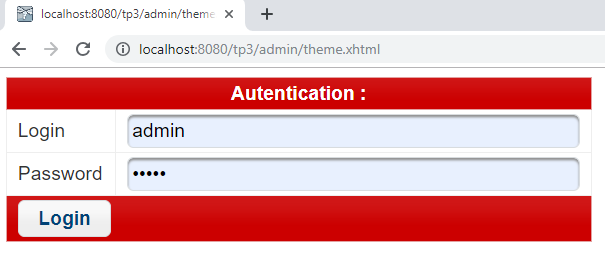 localhost:8080/tp3/admin/theme
localhost:8080/tp3/admin/theme.xhtml
Autentication :
Login admin
Password •••••
Login